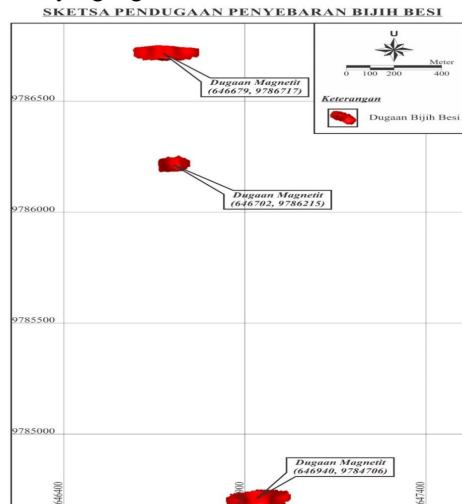 SKETSA PENDUGAAN PENYEBARAN BIJIH BESI
U
Meter
0 100 200 400
Keterangan
Dugaan Bijih Besi
Dugaan Magnetit
(646679, 9786717)
9786500
Dugaan Magnetit
(646702, 9786215)
9786000
9785500
9785000
Dugaan Magnetit
(646940, 9784706)
646400
647400